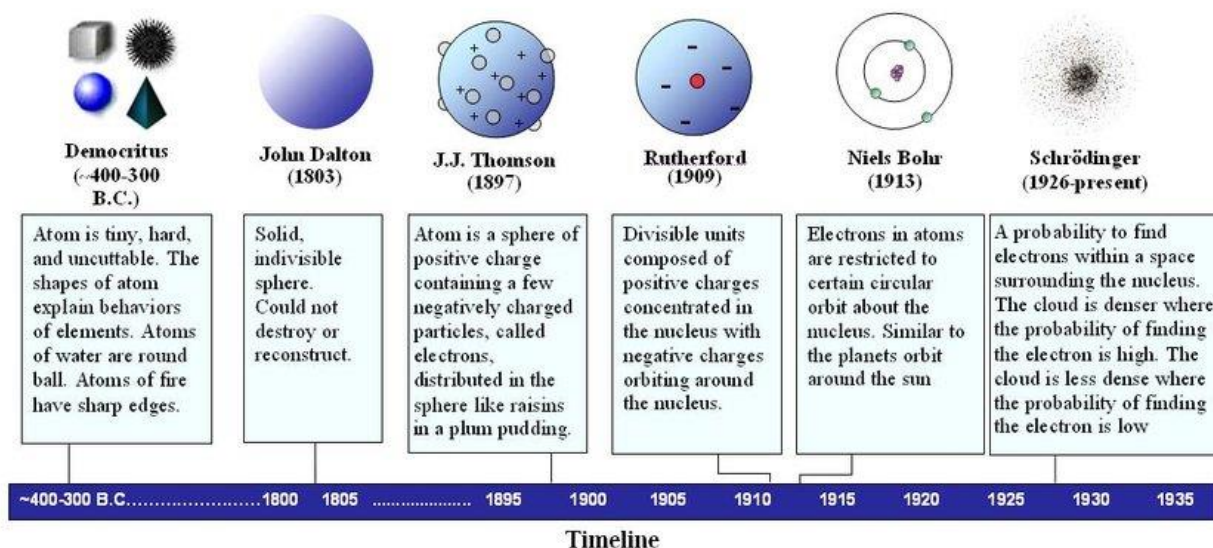 Democritus
(~400-300
B.C.)
Atom is tiny, hard,
and uncuttable. The
shapes of atom
explain behaviors
of elements. Atoms
of water are round
ball. Atoms of fire
have sharp edges.
John Dalton
(1803)
Solid,
indivisible
sphere.
Could not
destroy or
reconstruct.
J.J. Thomson
(1897)
Atom is a sphere of
positive charge
containing a few
negatively charged
particles, called
electrons,
distributed in the
sphere like raisins
in a plum pudding.
Rutherford
(1909)
Divisible units
composed of
positive charges
concentrated in
the nucleus with
negative charges
orbiting around
the nucleus.
Niels Bohr
(1913)
Electrons in atoms
are restricted to
certain circular
orbit about the
nucleus. Similar to
the planets orbit
around the sun
Schrödinger
(1926-present)
A probability to find
electrons within a space
surrounding the nucleus.
The cloud is denser where
the probability of finding
the electron is high. The
cloud is less dense where
the probability of finding
the electron is low
~400-300 B.C........................ 1800 1805 ...................... 1895 1900 1905 1910 1915 1920 1925 1930 1935
Timeline